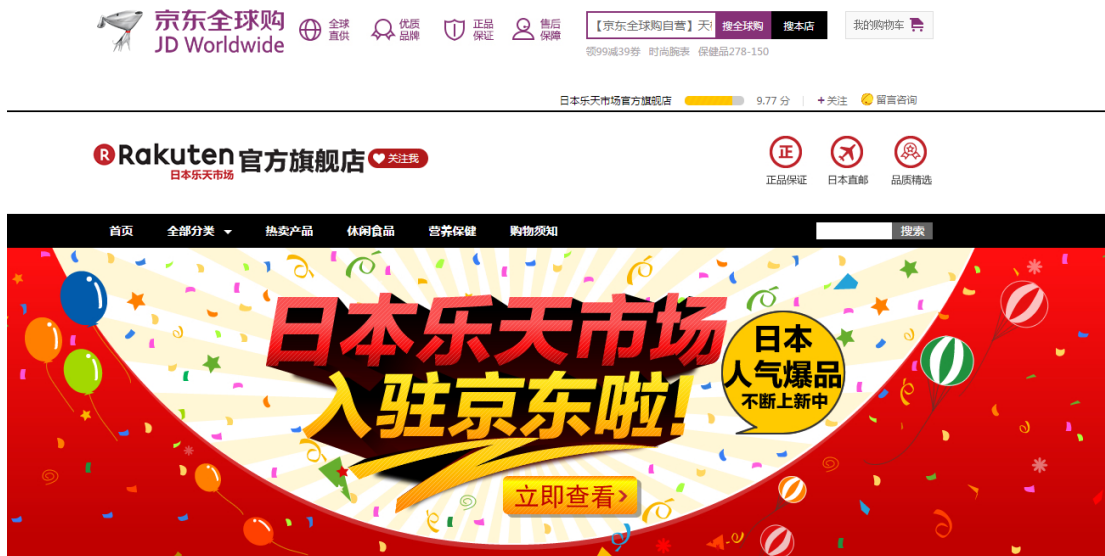 京东全球购
JD Worldwide
全球
直供
优质
品牌
正品
保证
售后
保障
【京东全球购自营】天
搜全球购
搜本店
我的购物车
领99减39券 时尚腕表 保健品278-150
日本乐天市场官方旗舰店
9.77 分
+关注
留言咨询
R Rakuten
日本乐天市场
官方旗舰店
关注我
正
正品保证
日本直邮
品质精选
首页 全部分类 热卖产品 休闲食品 营养保健 购物须知
搜索
日本乐天市场
入驻京东啦!
日本
人气爆品
不断上新中
立即查看>